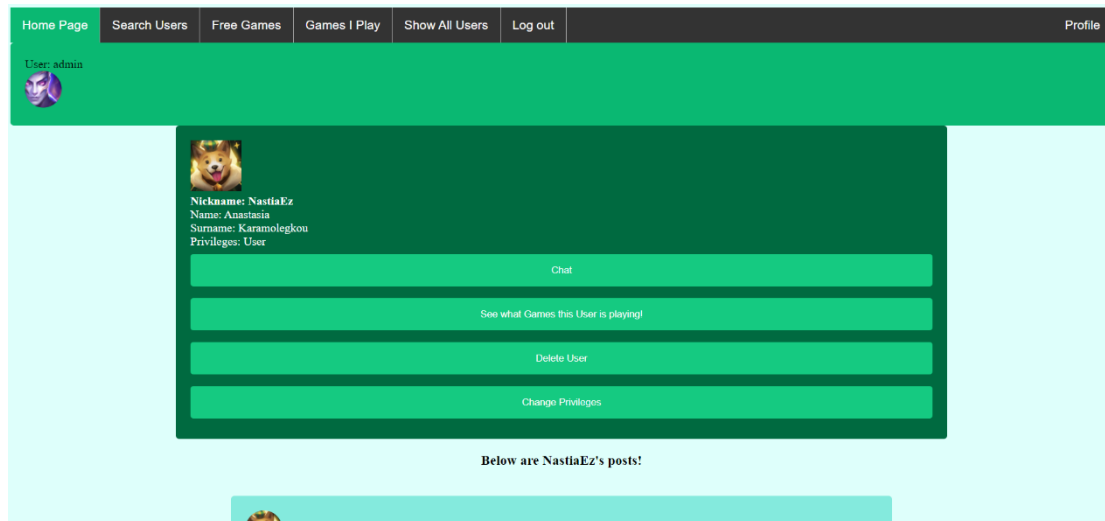 Home Page Search Users Free Games Games I Play Show All Users Log out Profile
User: admin
Nickname: NastiaEz
Name: Anastasia
Surname: Karamolegkou
Privileges: User
Chat
See what Games this User is playing!
Delete User
Change Privileges
Below are NastiaEz's posts!